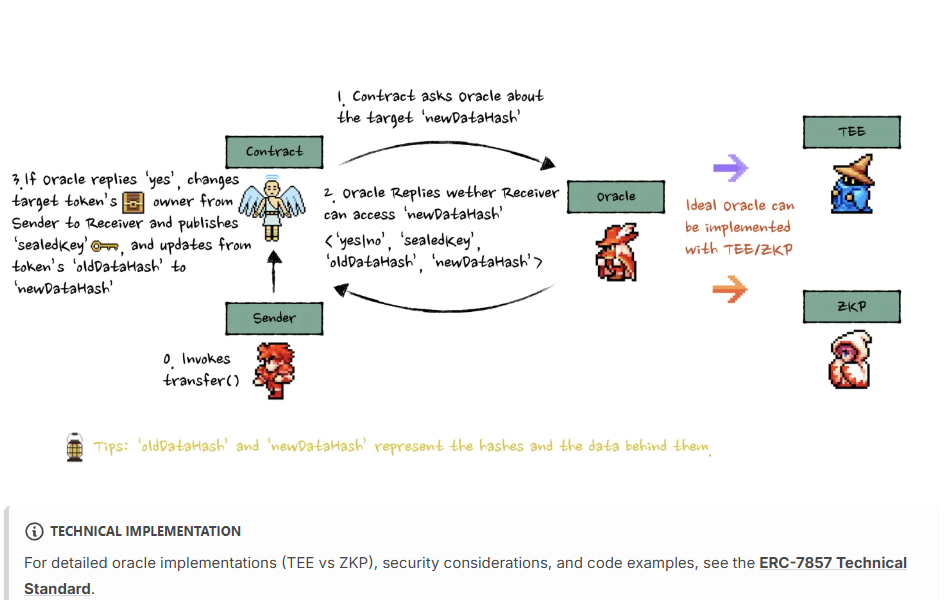 1. Contract asks Oracle about
the target 'newDataHash'
Contract
TEE
3.If Oracle replies 'yes', changes
target token's owner from
Sender to Receiver and publishes
'sealedKey' , and updates from
token's 'oldDataHash' to
'newDataHash'
2. Oracle Replies wether Receiver
can access 'newDataHash'
<'yes|no', 'sealedKey',
'oldDataHash', 'newDataHash'>
Oracle
Ideal Oracle can
be implemented
with TEE/ZKP
Sender
ZKP
0. Invokes
transfer()
Tips: 'oldDataHash' and 'newDataHash' represent the hashes and the data behind them.
TECHNICAL IMPLEMENTATION
For detailed oracle implementations (TEE vs ZKP), security considerations, and code examples, see the ERC-7857 Technical
Standard.